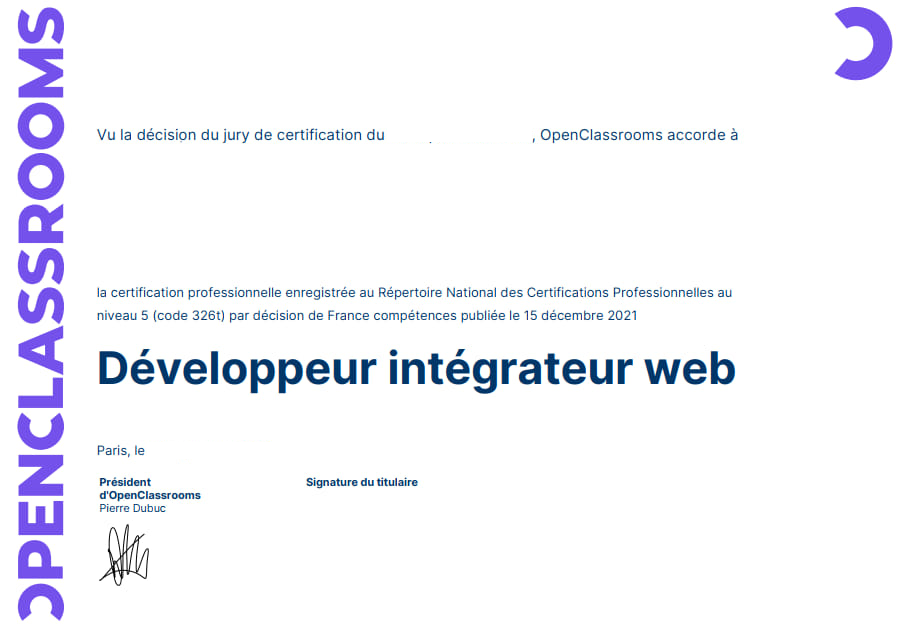 OPENCLASSROOMS
Vu la décision du jury de certification du , OpenClassrooms accorde à
la certification professionnelle enregistrée au Répertoire National des Certifications Professionnelles au
niveau 5 (code 326t) par décision de France compétences publiée le 15 décembre 2021
Développeur intégrateur web
Paris, le
Président
d'OpenClassrooms
Pierre Dubuc
Signature du titulaire